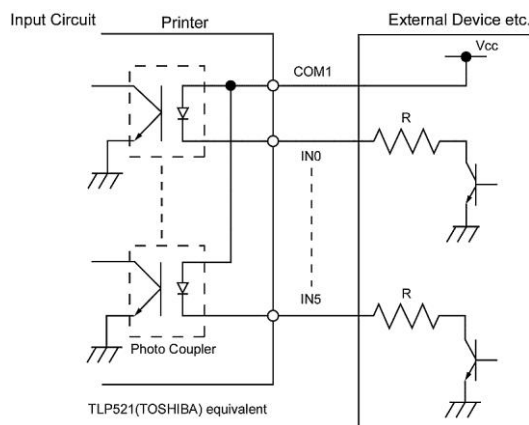 Input Circuit
Printer
External Device etc.
Vcc
COM1
R
IN0
R
IN5
Photo Coupler
TLP521(TOSHIBA) equivalent